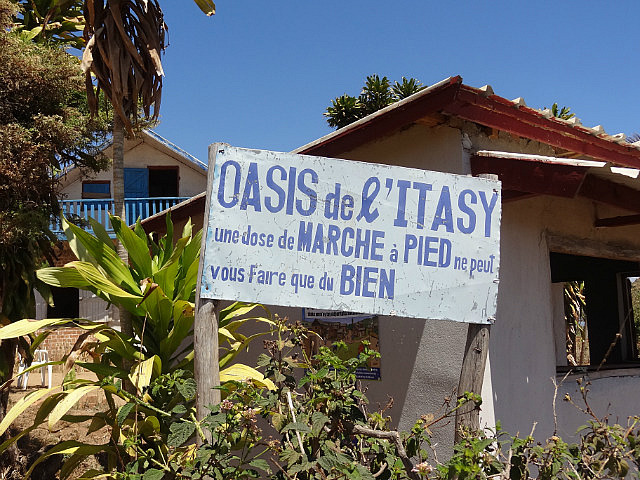 OASIS de l'ITASY
une dose de MARCHE à PIED ne peut
vous faire que du BIEN